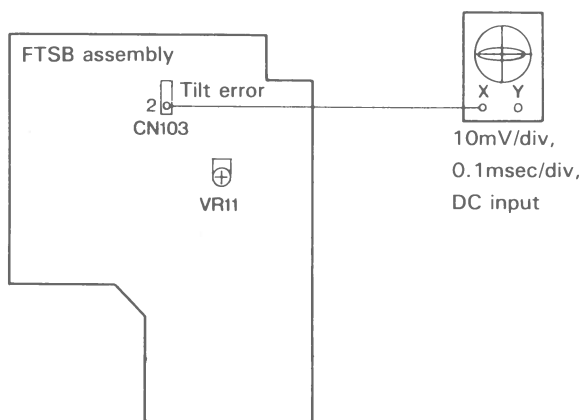 FTSB assembly
Tilt error
2
CN103
VR11
X Y
10mV/div,
0.1msec/div,
DC input